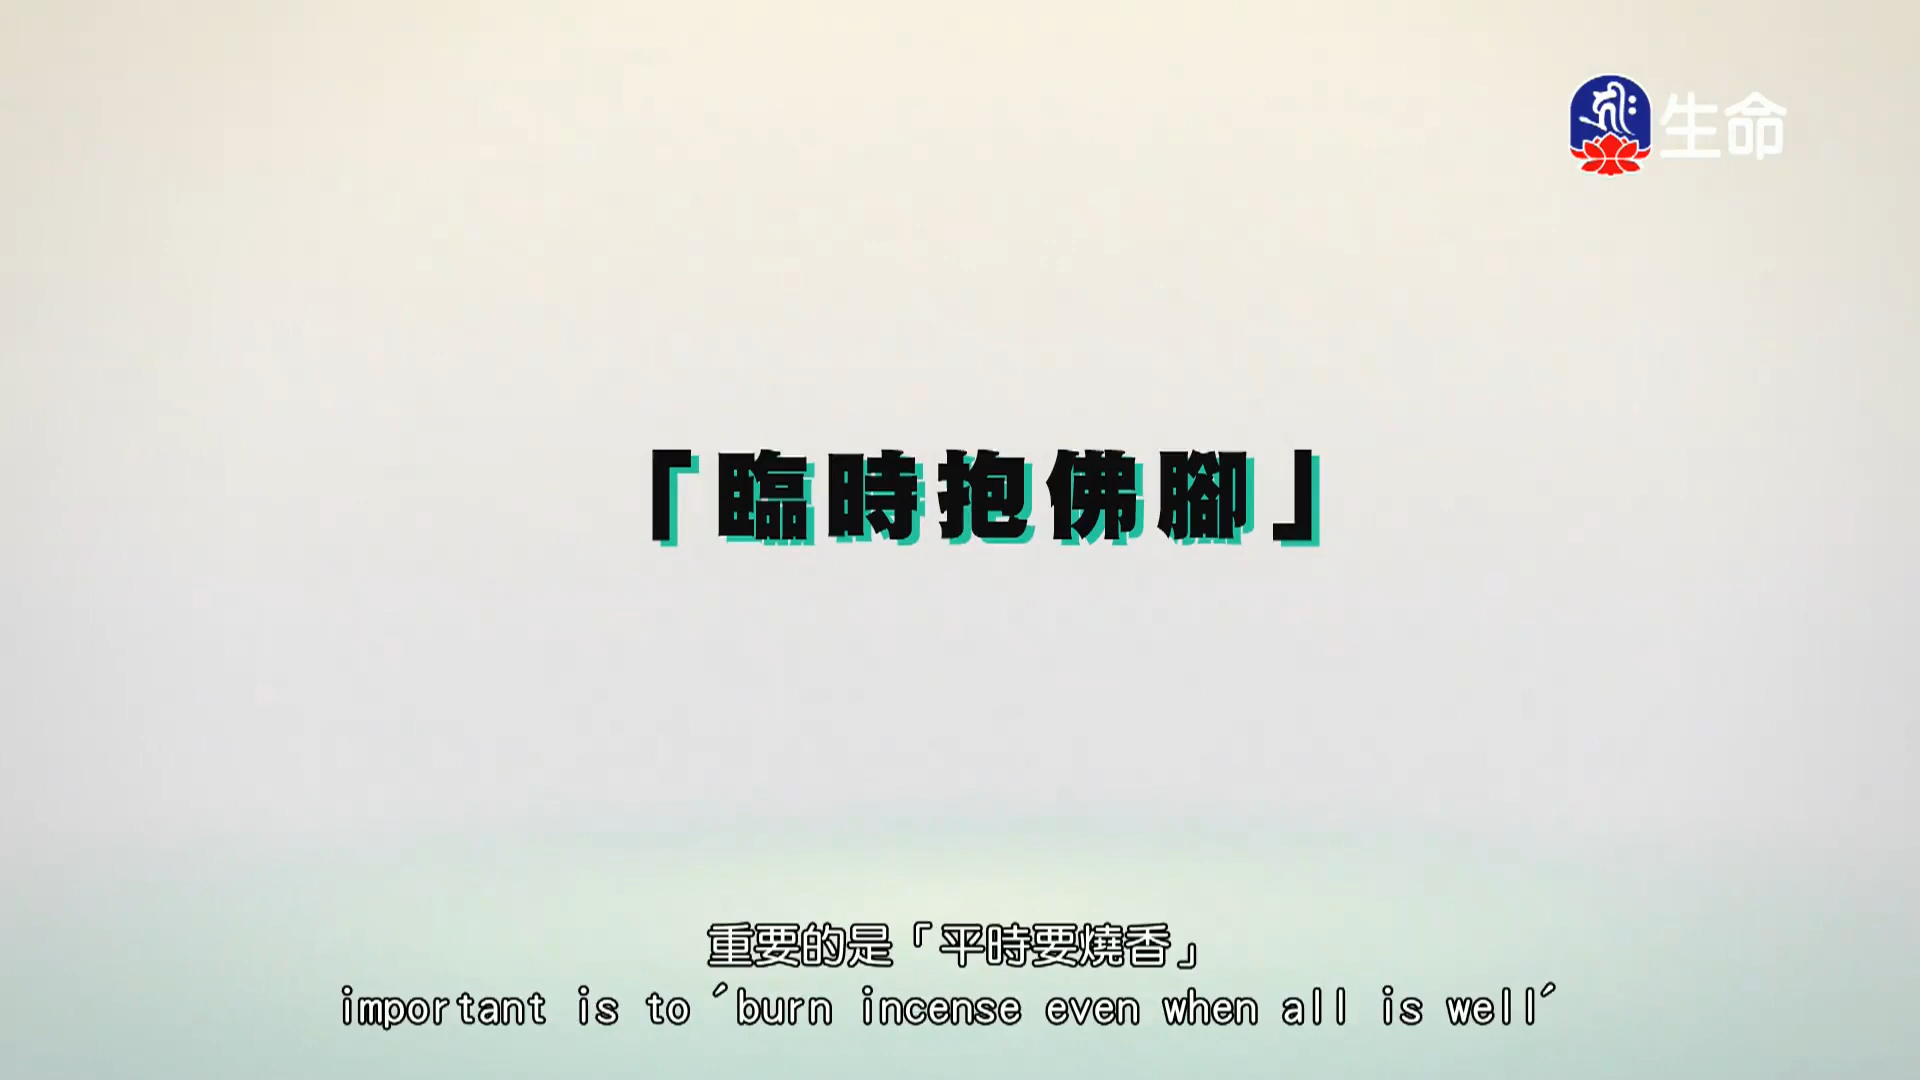 生命
「臨時抱佛腳」
重要的是「平時要燒香」
important is to ´burn incense even when all is well´